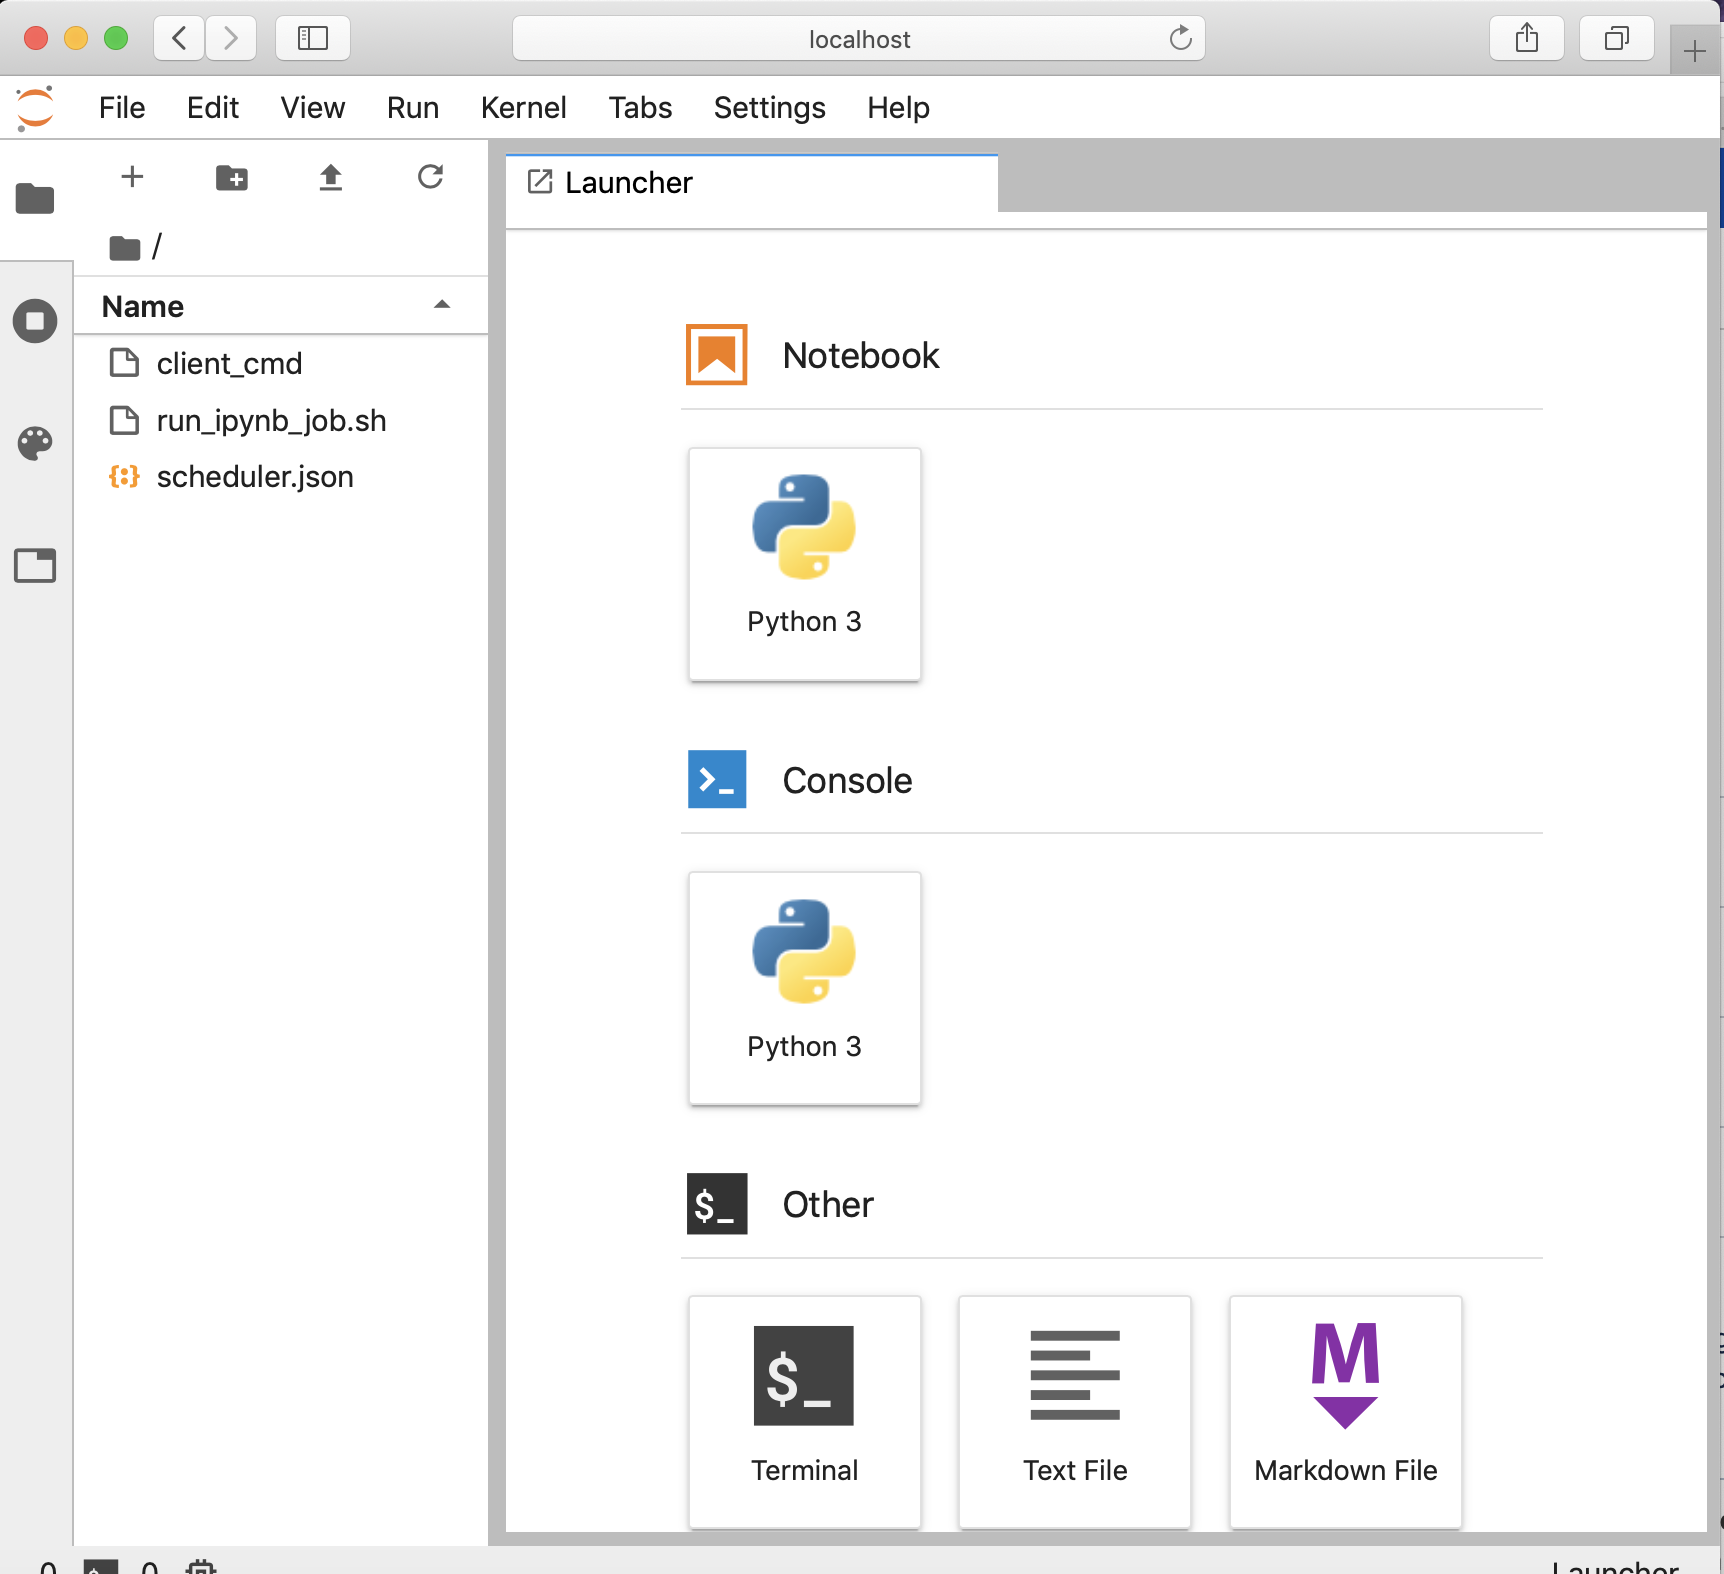 localhost
File Edit View Run Kernel Tabs Settings Help
Launcher
/
Name
client_cmd
run_ipynb_job.sh
scheduler.json
Notebook
Python 3
Console
Python 3
$_ Other
$_
Terminal
Text File
M
Markdown File
0 $ 0 Launcher